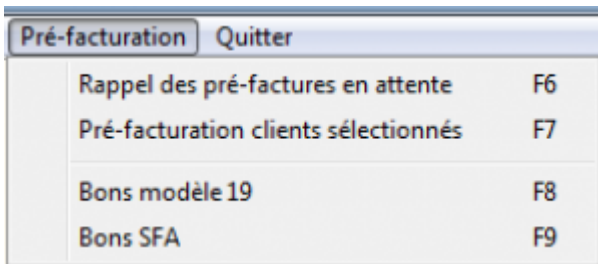 Pré-facturation Quitter
Rappel des pré-factures en attente F6
Pré-facturation clients sélectionnés F7
Bons modèle 19 F8
Bons SFA F9